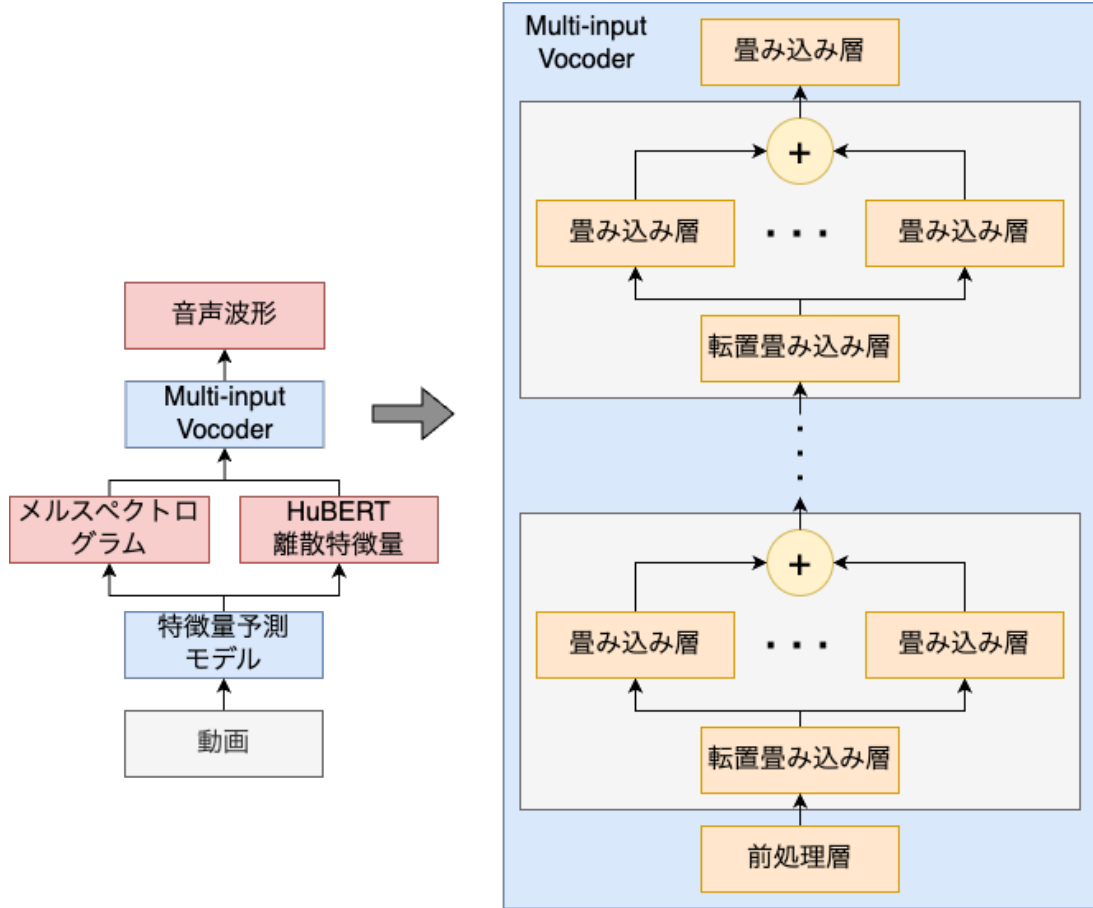 音声波形
Multi-input
Vocoder
メルスペクトロ
グラム
HuBERT
離散特徴量
特徴量予測
モデル
動画
Multi-input
Vocoder
畳み込み層
+
畳み込み層
・・・
畳み込み層
転置畳み込み層
+
畳み込み層
・・・
畳み込み層
転置畳み込み層
前処理層